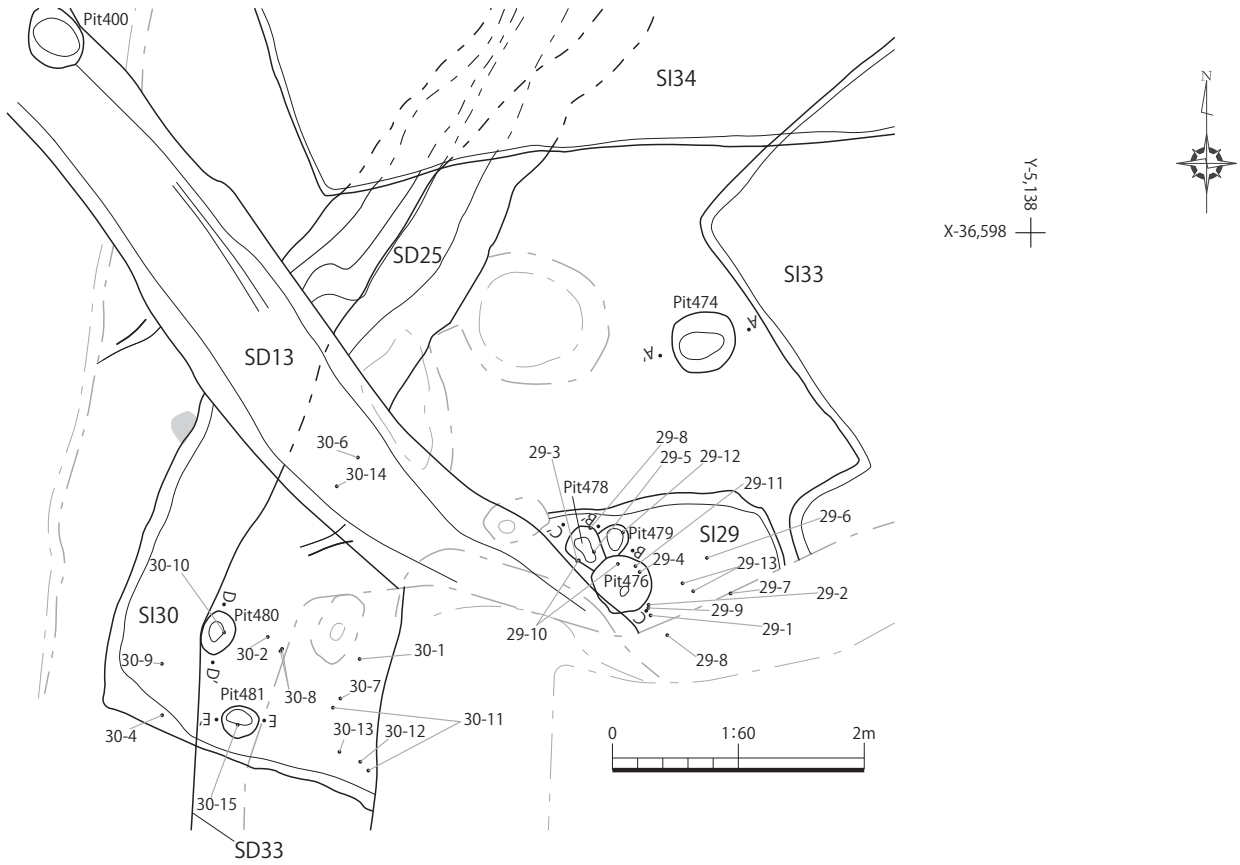 Pit400
SI34
N
Y-5,138
X-36,598
SD25
SI33
Pit474
A
A'
SD13
30-6
30-14
29-8
29-5
29-12
29-3
29-11
Pit478
29-6
B'
C'
Pit479
SI29
B
29-4
29-13
Pit476
29-7
29-2
C
29-9
29-1
29-10
29-8
30-10
D
SI30
Pit480
30-2
30-1
30-9
D'
Pit481
30-8
30-7
30-11
E'
E
30-4
30-13
30-12
0
1:60
2m
30-15
SD33